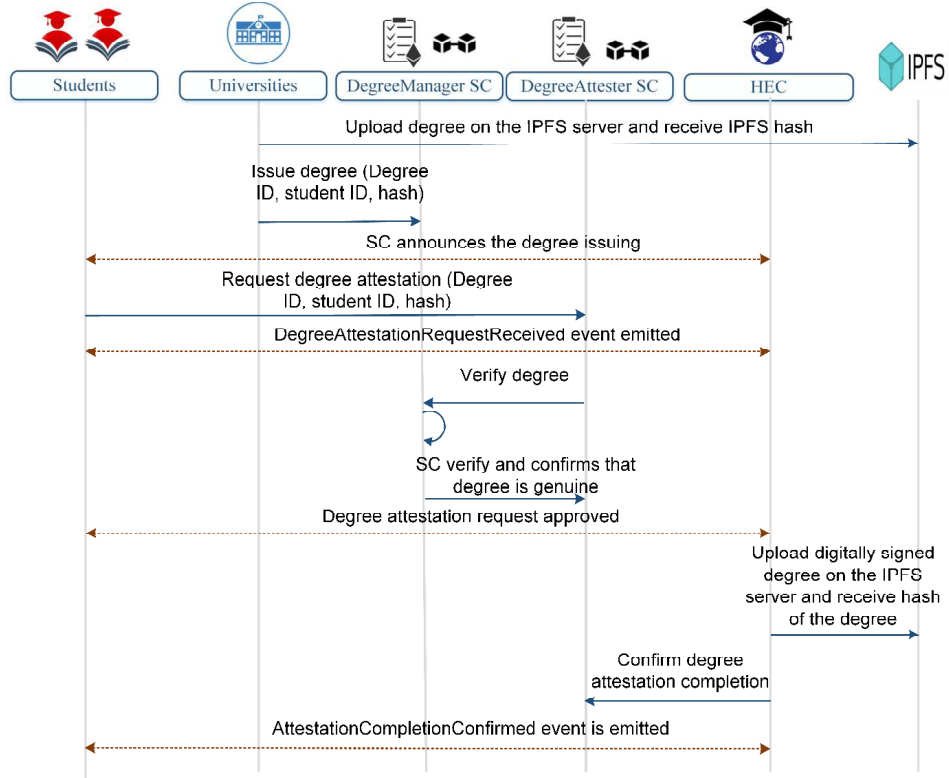 Students
Universities
DegreeManager SC
DegreeAttester SC
HEC
IPFS
Upload degree on the IPFS server and receive IPFS hash
Issue degree (Degree
ID, student ID, hash)
SC announces the degree issuing
Request degree attestation (Degree
ID, student ID, hash)
DegreeAttestationRequestReceived event emitted
Verify degree
SC verify and confirms that
degree is genuine
Degree attestation request approved
Upload digitally signed
degree on the IPFS
server and receive hash
of the degree
Confirm degree
attestation completion
AttestationCompletionConfirmed event is emitted